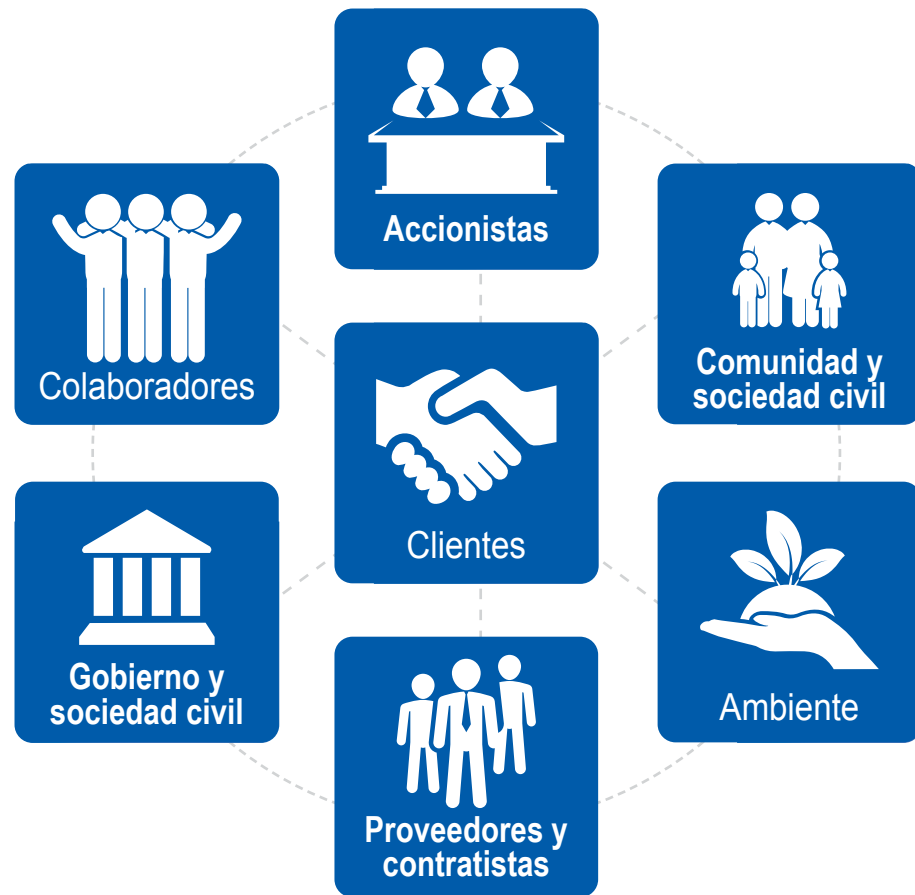 Accionistas
Colaboradores
Comunidad y
sociedad civil
Clientes
Gobierno y
sociedad civil
Ambiente
Proveedores y
contratistas